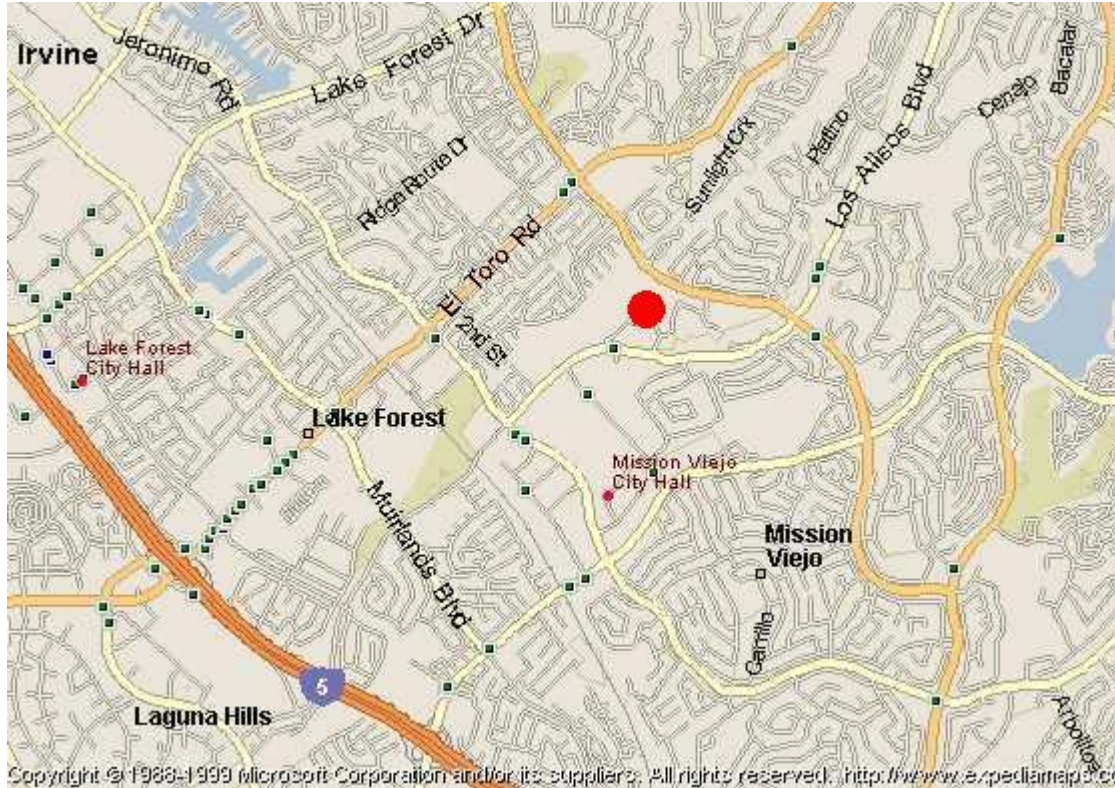 Irvine
Jeronimo Rd
Lake Forest Dr
Ridge Route Dr
El Toro Rd
2nd St
Sunlight Crk
Platino
Los Alisos Blvd
Cenajo
Bacalar
Lake Forest
City Hall
Lake Forest
Mission Viejo
City Hall
Mission
Viejo
Muirlands Blvd
Garrillo
5
Laguna Hills
Arbolitos
Copyright © 1988-1999 Microsoft Corporation and/or its suppliers. All rights reserved. http://www.expediamaps.co